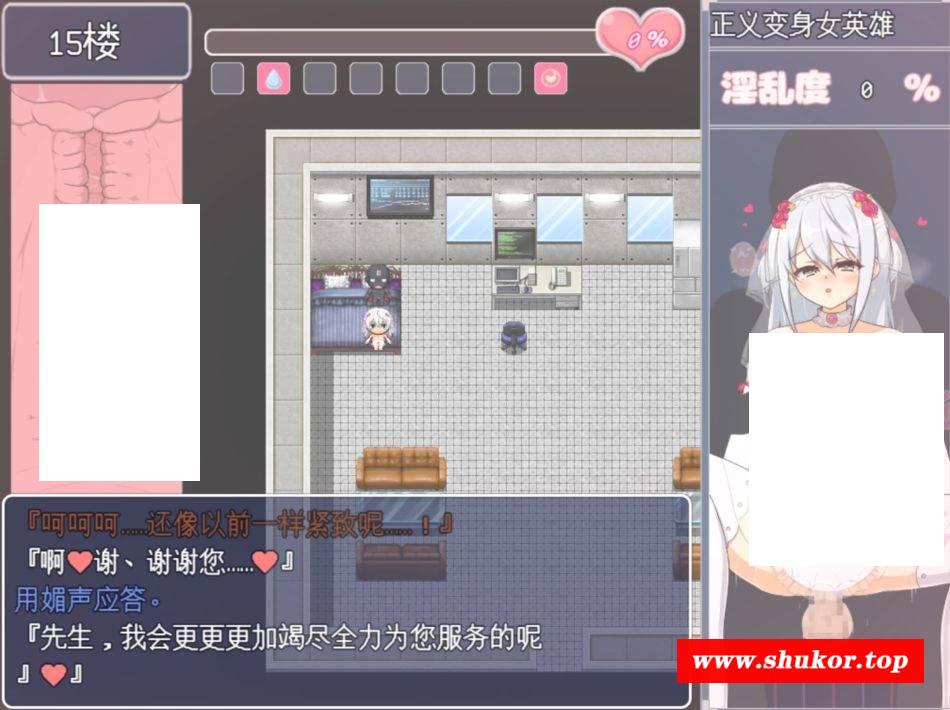 15楼
0%
正义变身女英雄
淫乱度 0 %
『呵呵呵……还像以前一样紧致呢……！』
『啊❤谢、谢谢您……❤』
用媚声应答。
『先生，我会更更更加竭尽全力为您服务的呢
』❤』
www.shukor.top